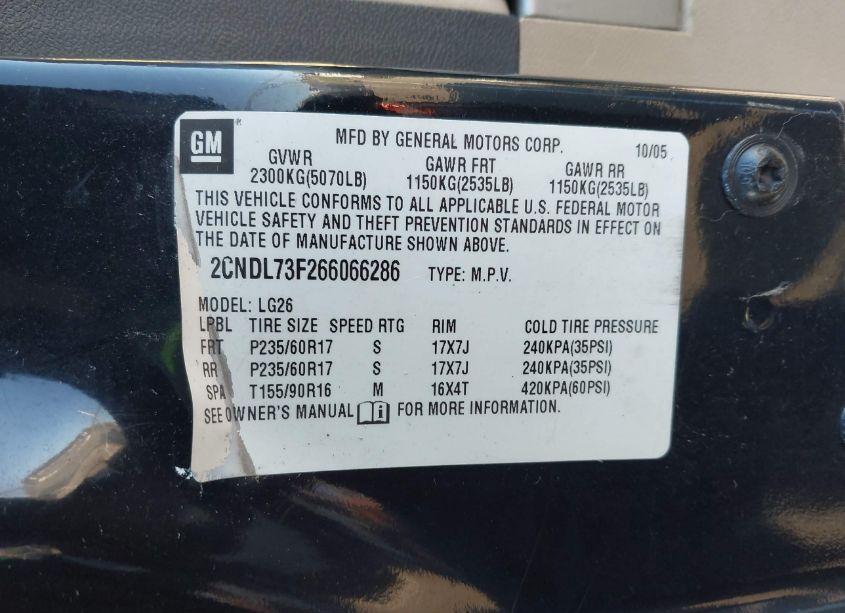 GM
MFD BY GENERAL MOTORS CORP. 10/05
GVWR GAWR FRT GAWR RR
2300KG(5070LB) 1150KG(2535LB) 1150KG(2535LB)
THIS VEHICLE CONFORMS TO ALL APPLICABLE U.S. FEDERAL MOTOR
VEHICLE SAFETY AND THEFT PREVENTION STANDARDS IN EFFECT ON
THE DATE OF MANUFACTURE SHOWN ABOVE.
2CNDL73F266066286 TYPE: M.P.V.
MODEL: LG26
LPBL TIRE SIZE SPEED RTG RIM COLD TIRE PRESSURE
FRT P235/60R17 S 17X7J 240KPA(35PSI)
RR P235/60R17 S 17X7J 240KPA(35PSI)
SPA T155/90R16 M 16X4T 420KPA(60PSI)
SEE OWNER'S MANUAL i FOR MORE INFORMATION.